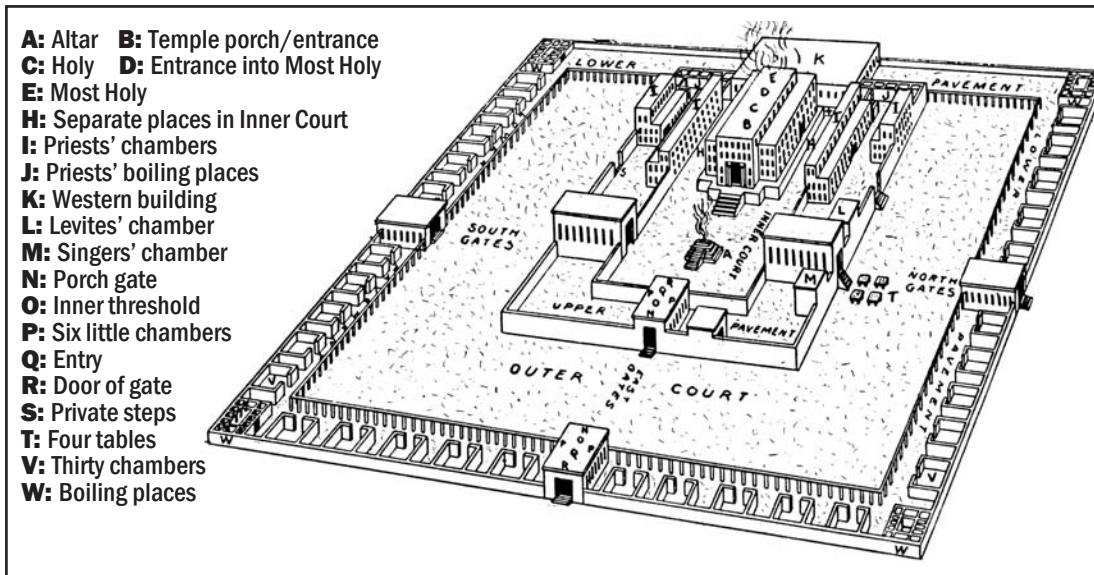 A: Altar B: Temple porch/entrance
C: Holy D: Entrance into Most Holy
E: Most Holy
H: Separate places in Inner Court
I: Priests’ chambers
J: Priests’ boiling places
K: Western building
L: Levites’ chamber
M: Singers’ chamber
N: Porch gate
O: Inner threshold
P: Six little chambers
Q: Entry
R: Door of gate
S: Private steps
T: Four tables
V: Thirty chambers
W: Boiling places
W
LOWER
K
PAVEMENT
W
E
D
C
B
J
I
H
LOWER
PAVEMENT
S
SOUTH
GATES
INNER COURT
A
L
M
T
NORTH
GATES
UPPER
PAVEMENT
N
OUTER COURT
EAST
GATES
V
W
N
O
P P
R
V
W